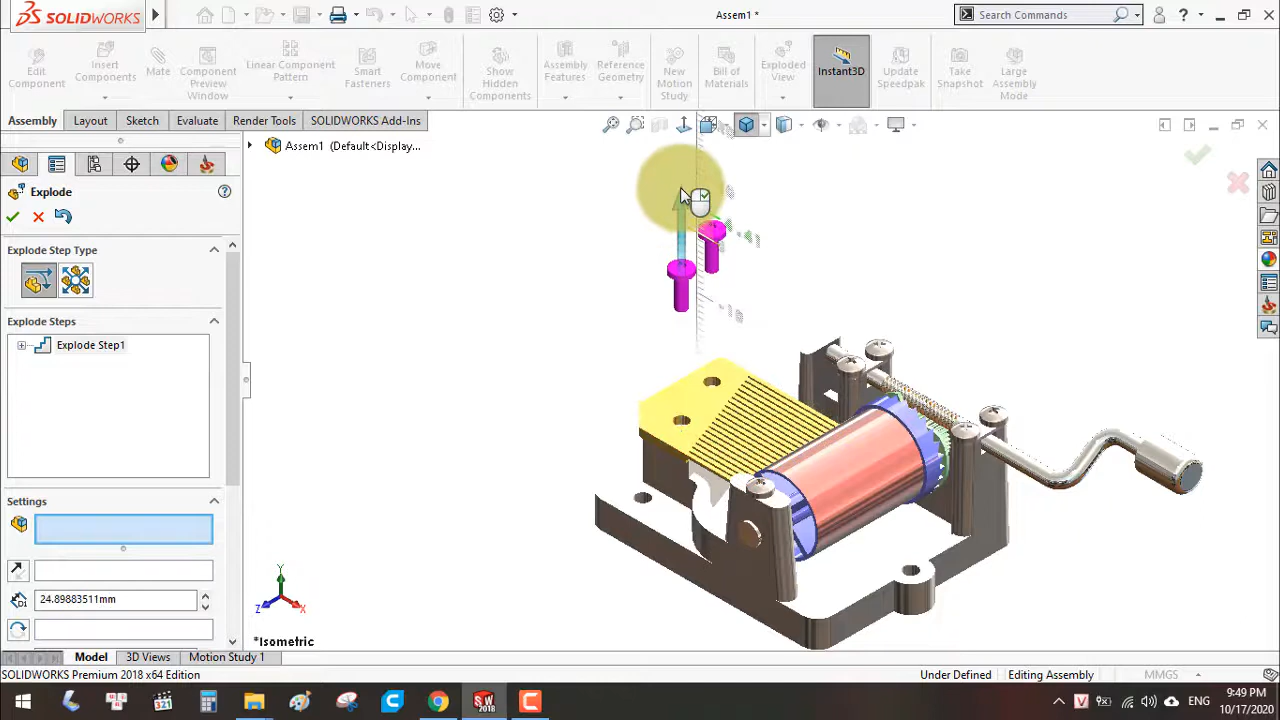 SOLIDWORKS
Assem1 *
Search Commands
?
Edit
Component
Insert
Components
Mate
Component
Preview
Window
Linear Component
Pattern
Smart
Fasteners
Move
Component
Show
Hidden
Components
Assembly
Features
Reference
Geometry
New
Motion
Study
Bill of
Materials
Exploded
View
Instant3D
Update
Speedpak
Take
Snapshot
Large
Assembly
Mode
Assembly
Layout
Sketch
Evaluate
Render Tools
SOLIDWORKS Add-Ins
Assem1 (Default<Display...
Explode
?
Explode Step Type
Explode Steps
Explode Step1
Settings
24.89883511mm
Y
Z
X
*Isometric
Model
3D Views
Motion Study 1
SOLIDWORKS Premium 2018 x64 Edition
Under Defined
Editing Assembly
MMGS
321
SW
2018
V
ENG
9:49 PM
10/17/2020